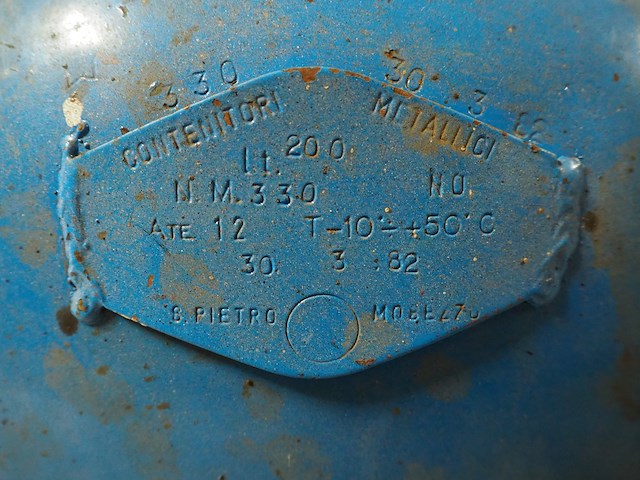 330 30.3 82
CONTENITORI METALLICI
lt. 200
N.M.330 N.O.
ATE 12 T-10°÷+50°C
30. 3 :82
S.PIETRO